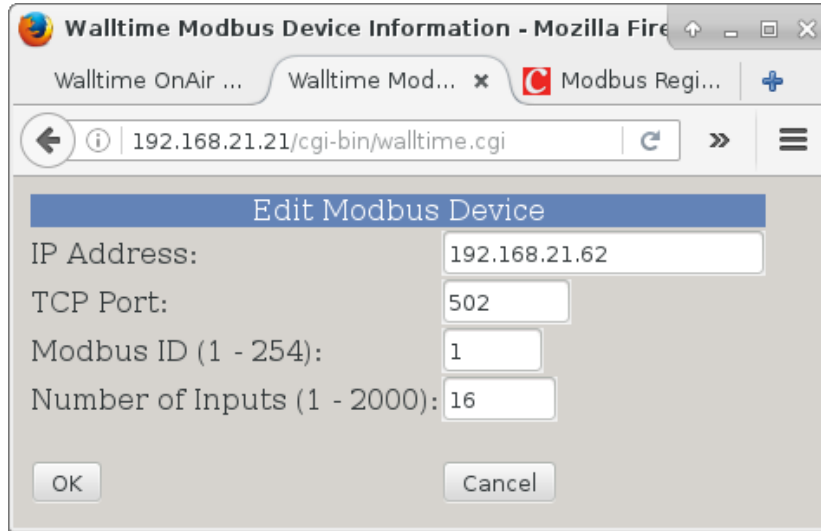 Walltime Modbus Device Information - Mozilla Fire
Walltime OnAir ...
Walltime Mod...
Modbus Regi...
192.168.21.21/cgi-bin/walltime.cgi
Edit Modbus Device
IP Address: 192.168.21.62
TCP Port: 502
Modbus ID (1 - 254): 1
Number of Inputs (1 - 2000): 16
OK Cancel